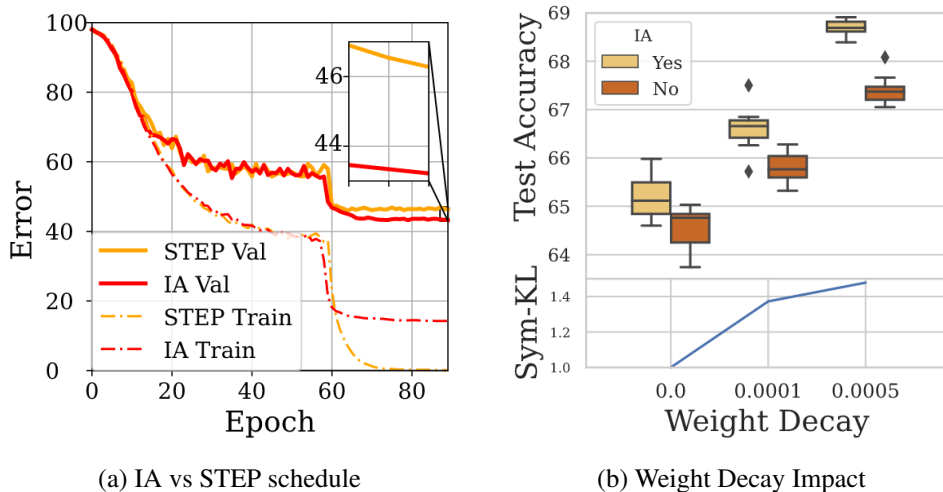 100
80
60
40
20
0
Error
46
44
STEP Val
IA Val
STEP Train
IA Train
0
20
40
60
80
Epoch
(a) IA vs STEP schedule
69
68
67
66
65
64
Test Accuracy
IA
Yes
No
1.4
1.2
1.0
Sym-KL
0.0
0.0001
0.0005
Weight Decay
(b) Weight Decay Impact